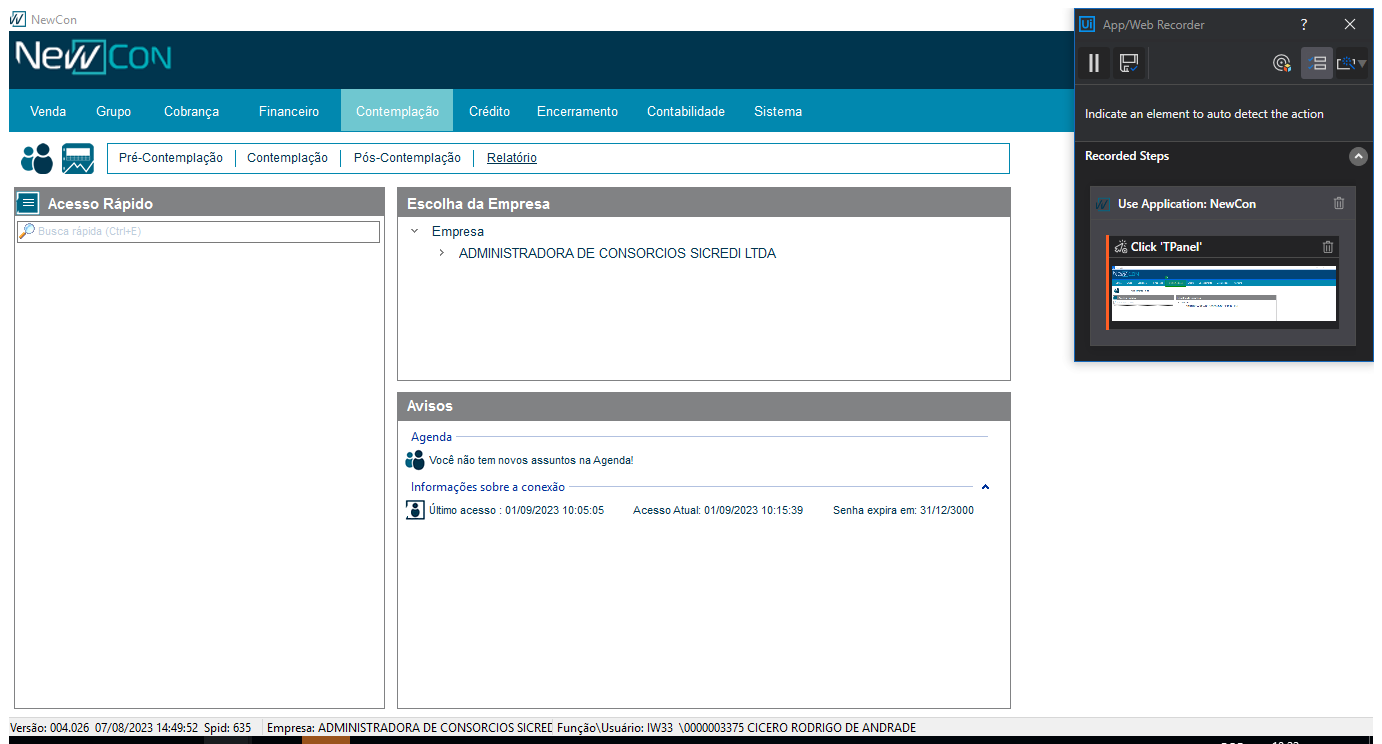 NewCon
NewCon
Venda Grupo Cobrança Financeiro Contemplação Crédito Encerramento Contabilidade Sistema
Pré-Contemplação Contemplação Pós-Contemplação Relatório
Acesso Rápido
Busca rápida (Ctrl+E)
Escolha da Empresa
Empresa
ADMINISTRADORA DE CONSORCIOS SICREDI LTDA
Avisos
Agenda
Você não tem novos assuntos na Agenda!
Informações sobre a conexão
Último acesso : 01/09/2023 10:05:05 Acesso Atual: 01/09/2023 10:15:39 Senha expira em: 31/12/3000
Versão: 004.026 07/08/2023 14:49:52 Spid: 635 Empresa: ADMINISTRADORA DE CONSORCIOS SICREI Função\Usuário: IW33 \0000003375 CICERO RODRIGO DE ANDRADE
Ui App/Web Recorder ?
Indicate an element to auto detect the action
Recorded Steps
Use Application: NewCon
Click 'TPanel'